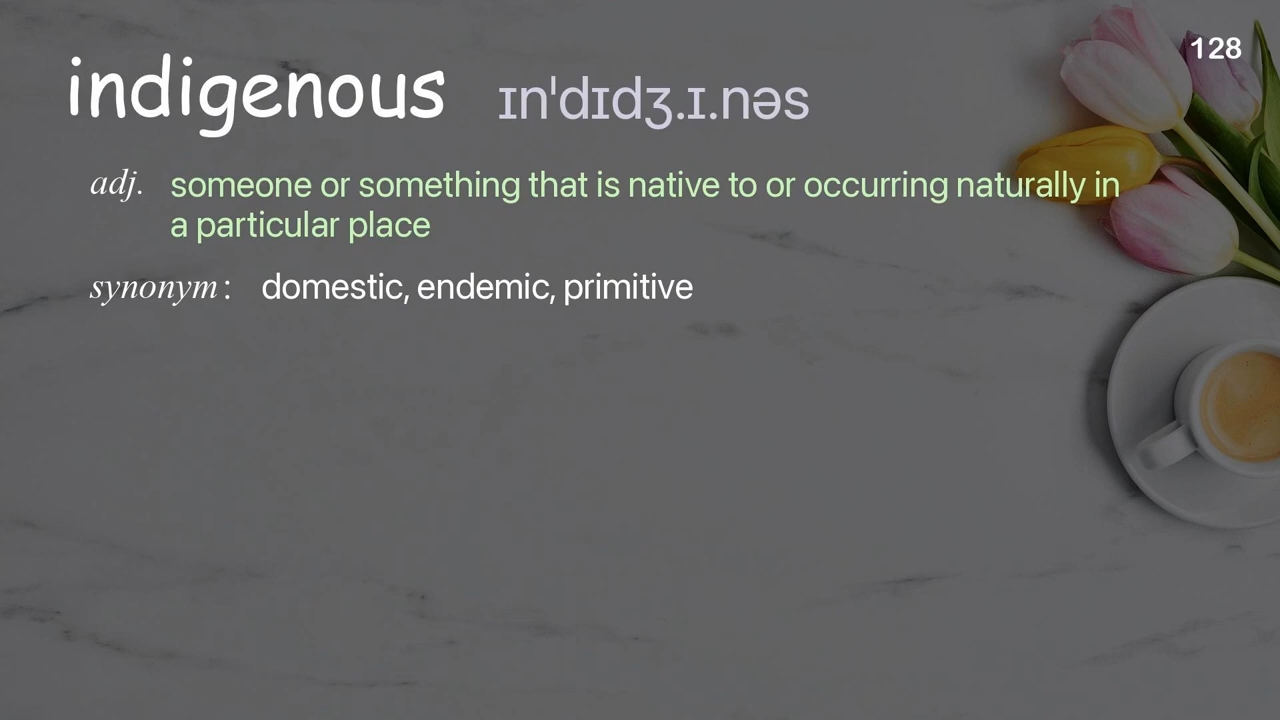 128
indigenous ɪnˈdɪdʒ.ɪ.nəs
adj. someone or something that is native to or occurring naturally in
a particular place
synonym: domestic, endemic, primitive